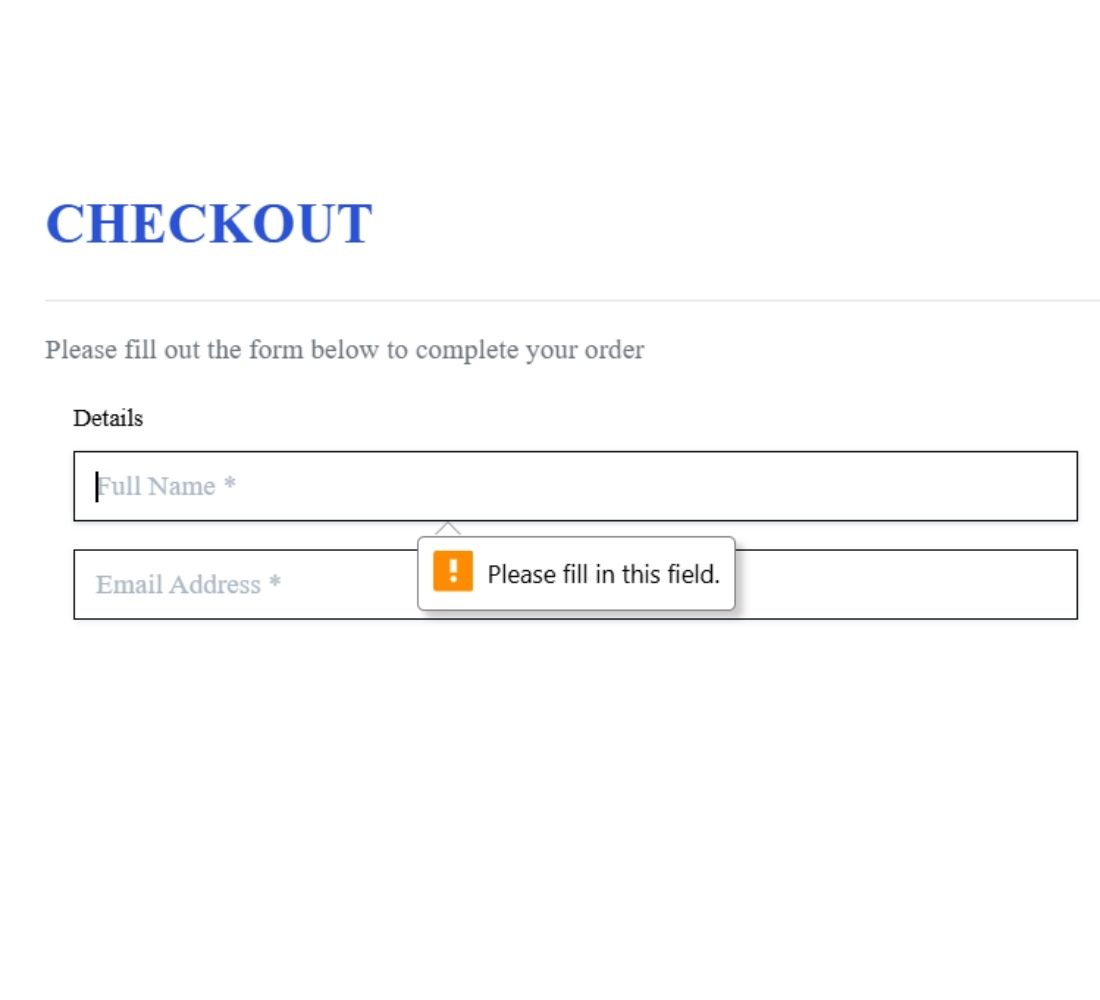 CHECKOUT
Please fill out the form below to complete your order
Details
Full Name *
Please fill in this field.
Email Address *